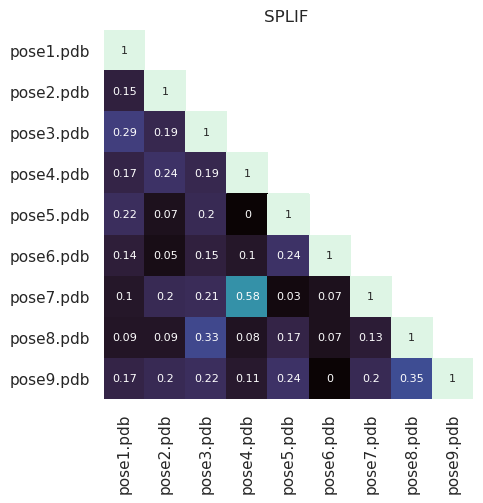 SPLIF
pose1.pdb 1
pose2.pdb 0.15 1
pose3.pdb 0.29 0.19 1
pose4.pdb 0.17 0.24 0.19 1
pose5.pdb 0.22 0.07 0.2 0 1
pose6.pdb 0.14 0.05 0.15 0.1 0.24 1
pose7.pdb 0.1 0.2 0.21 0.58 0.03 0.07 1
pose8.pdb 0.09 0.09 0.33 0.08 0.17 0.07 0.13 1
pose9.pdb 0.17 0.2 0.22 0.11 0.24 0 0.2 0.35 1
pose1.pdb pose2.pdb pose3.pdb pose4.pdb pose5.pdb pose6.pdb pose7.pdb pose8.pdb pose9.pdb